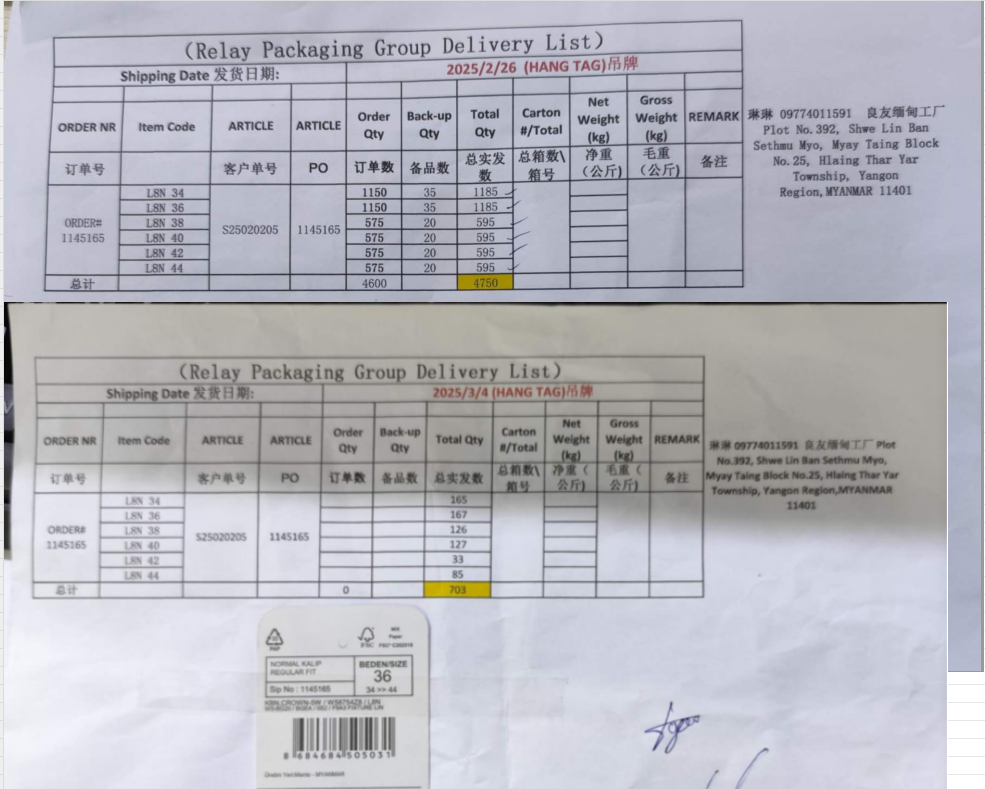 (Relay Packaging Group Delivery List)
Shipping Date 发货日期: 2025/2/26 (HANG TAG)吊牌
ORDER NR Item Code ARTICLE ARTICLE Order Qty Back-up Qty Total Qty Carton #/Total Net Weight (kg) Gross Weight (kg) REMARK
订单号 客户单号 PO 订单数 备品数 总实发数 总箱数\箱号 净重(公斤) 毛重(公斤) 备注
ORDER# 1145165 S25020205 1145165
L8N 34 1150 35 1185
L8N 36 1150 35 1185
L8N 38 575 20 595
L8N 40 575 20 595
L8N 42 575 20 595
L8N 44 575 20 595
总计 4600 4750
琳琳 09774011591 良友缅甸工厂
Plot No.392, Shwe Lin Ban
Sethmu Myo, Myay Taing Block
No.25, Hlaing Thar Yar
Township, Yangon
Region,MYANMAR 11401
(Relay Packaging Group Delivery List)
Shipping Date 发货日期: 2025/3/4 (HANG TAG)吊牌
ORDER NR Item Code ARTICLE ARTICLE Order Qty Back-up Qty Total Qty Carton #/Total Net Weight (kg) Gross Weight (kg) REMARK
订单号 客户单号 PO 订单数 备品数 总实发数 总箱数\箱号 净重(公斤) 毛重(公斤) 备注
ORDER# 1145165 S25020205 1145165
L8N 34 165
L8N 36 167
L8N 38 126
L8N 40 127
L8N 42 33
L8N 44 85
总计 0 703
琳琳 09774011591 良友缅甸工厂 Plot
No.392, Shwe Lin Ban Sethmu Myo,
Myay Taing Block No.25, Hlaing Thar Yar
Township, Yangon Region,MYANMAR
11401
PAP
FSC
MIX
Paper
NORMAL KALIP
REGULAR FIT
BEDEN/SIZE
36
Sip No : 1145165
34 >> 44
8 684684 505031
Üretim Yeri:Menşei - MYANMAR